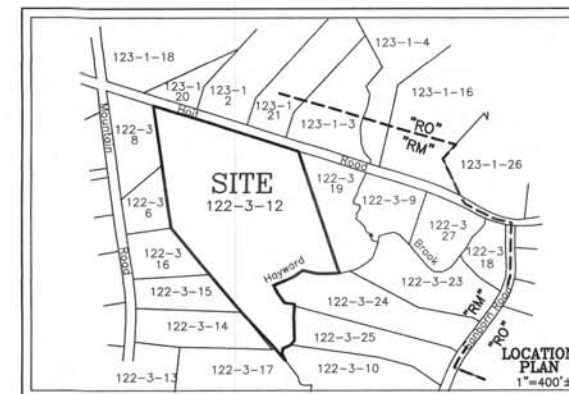 123-1-18
123-1
20
123-1
2
123-1
21
123-1-3
123-1-4
123-1-16
"RO"
"RM"
123-1-26
Hoit
Road
Mountain
Road
122-3
8
122-3
6
122-3
16
122-3-15
122-3-14
122-3-13
122-3-17
SITE
122-3-12
122-3
19
122-3-9
122-3
27
122-3
18
Hayward
Brook
122-3-23
122-3-24
122-3-25
122-3-10
"RM"
Sanborn Road
"RO"
LOCATION
PLAN
1"=400'±